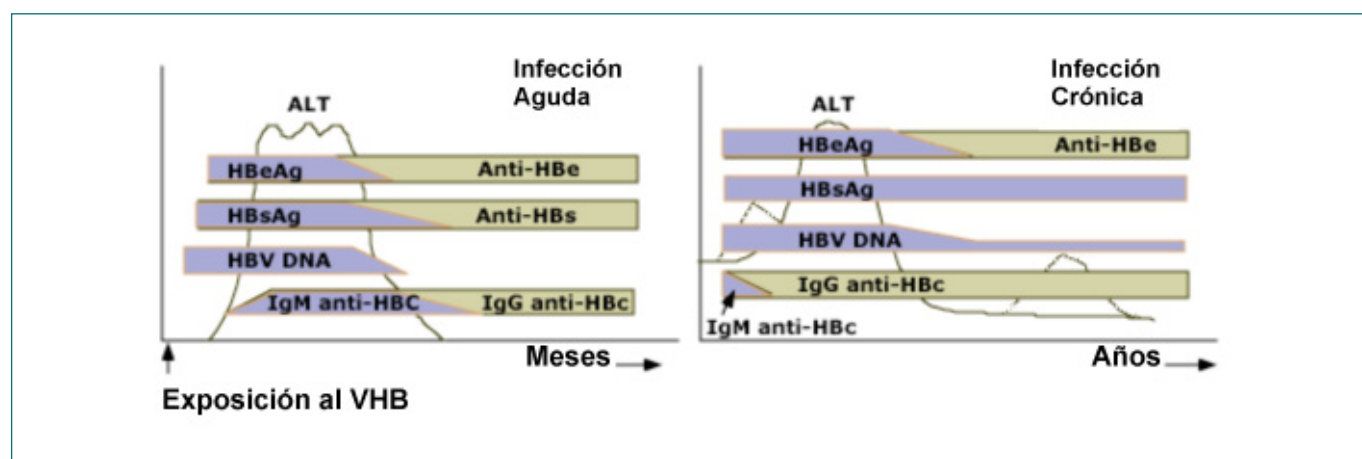 Infección
Aguda
ALT
HBeAg
Anti-HBe
HBsAg
Anti-HBs
HBV DNA
IgM anti-HBC
IgG anti-HBc
Meses
Exposición al VHB
Infección
Crónica
ALT
HBeAg
Anti-HBe
HBsAg
HBV DNA
IgG anti-HBc
IgM anti-HBc
Años